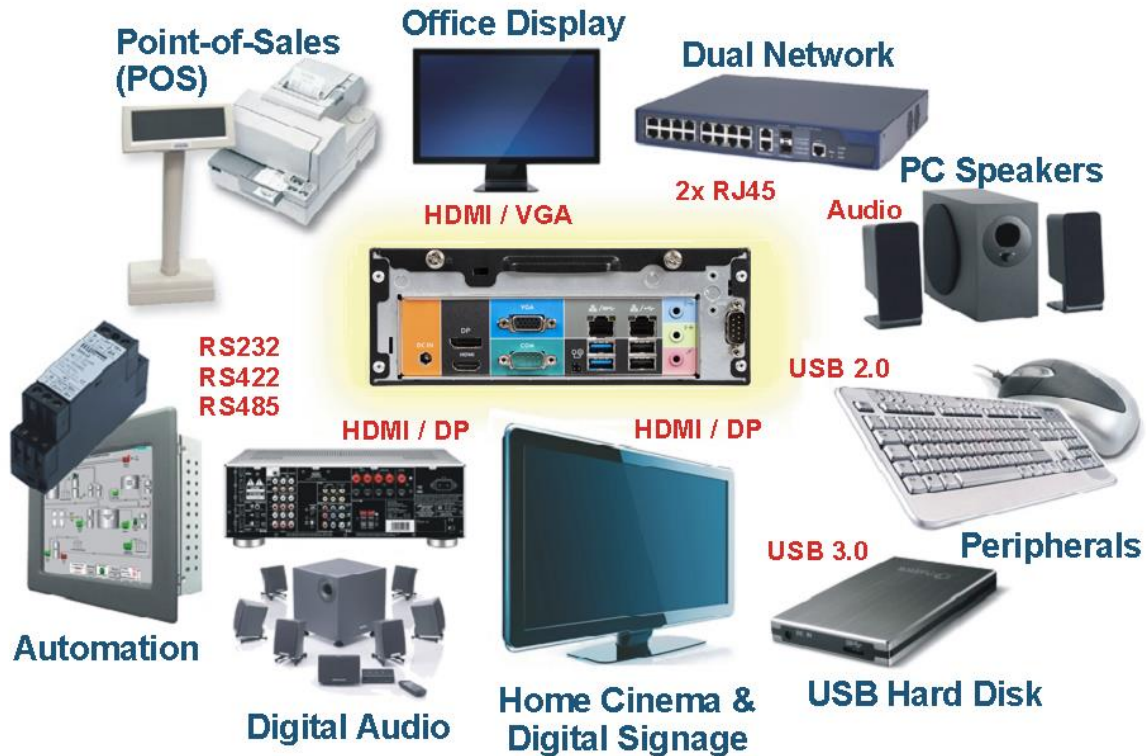 Office Display
Point-of-Sales
(POS)
Dual Network
PC Speakers
2x RJ45
Audio
HDMI / VGA
VGA
DP
DC IN
HDMI
COM
RS232
RS422
RS485
USB 2.0
HDMI / DP
HDMI / DP
USB 3.0
Peripherals
Automation
USB Hard Disk
Home Cinema &
Digital Signage
Digital Audio